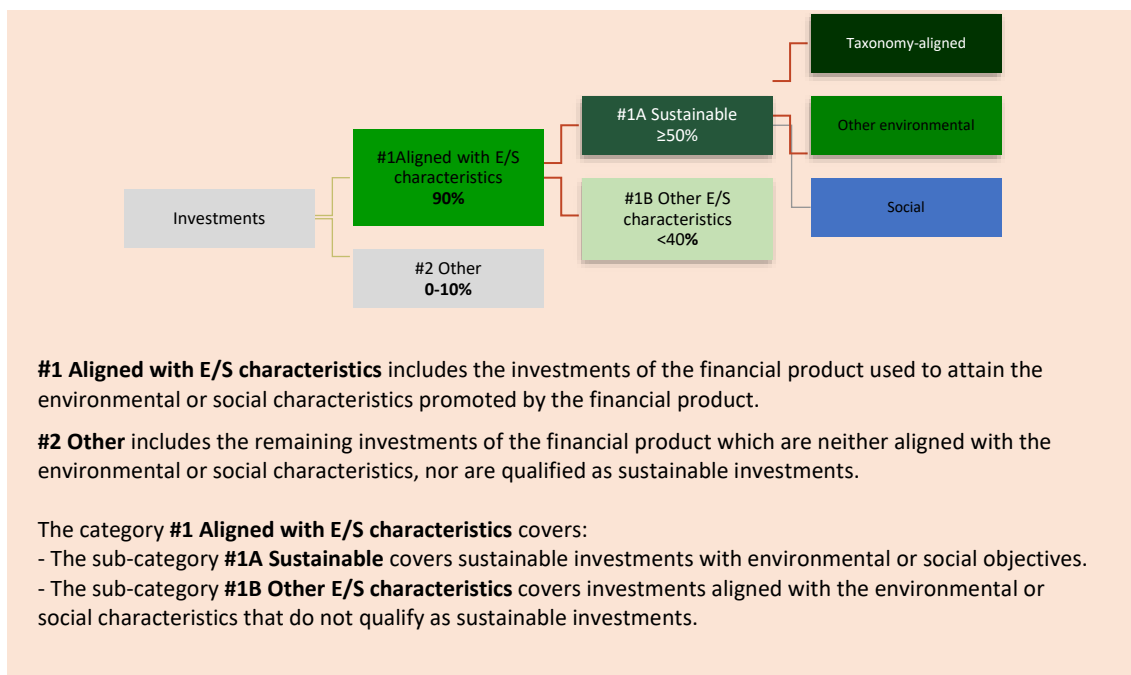 Taxonomy-aligned
#1A Sustainable
≥50%
Other environmental
#1Aligned with E/S
characteristics
90%
#1B Other E/S
characteristics
<40%
Social
Investments
#2 Other
0-10%
#1 Aligned with E/S characteristics includes the investments of the financial product used to attain the
environmental or social characteristics promoted by the financial product.
#2 Other includes the remaining investments of the financial product which are neither aligned with the
environmental or social characteristics, nor are qualified as sustainable investments.
The category #1 Aligned with E/S characteristics covers:
- The sub-category #1A Sustainable covers sustainable investments with environmental or social objectives.
- The sub-category #1B Other E/S characteristics covers investments aligned with the environmental or
social characteristics that do not qualify as sustainable investments.